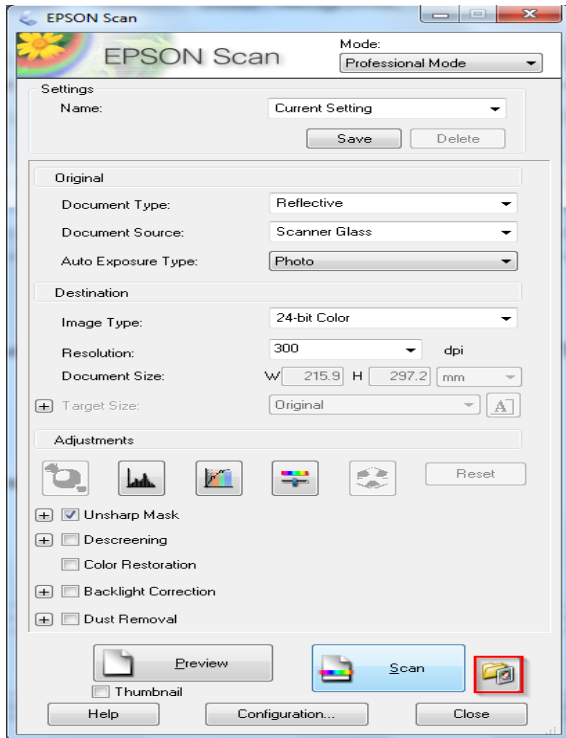 EPSON Scan
EPSON Scan
Mode:
Professional Mode
Settings
Name: Current Setting
Save Delete
Original
Document Type: Reflective
Document Source: Scanner Glass
Auto Exposure Type: Photo
Destination
Image Type: 24-bit Color
Resolution: 300 dpi
Document Size: W 215.9 H 297.2 mm
Target Size: Original A
Adjustments
Reset
Unsharp Mask
Descreening
Color Restoration
Backlight Correction
Dust Removal
Preview Scan
Thumbnail
Help Configuration... Close